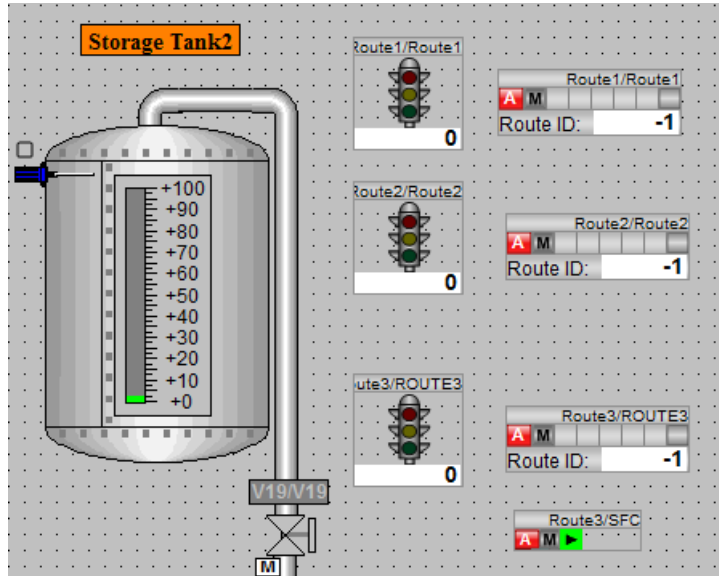 Storage Tank2
Route1/Route1
0
Route1/Route1
A M
Route ID: -1
+100
+90
+80
+70
+60
+50
+40
+30
+20
+10
+0
Route2/Route2
0
Route2/Route2
A M
Route ID: -1
ute3/ROUTE3
0
Route3/ROUTE3
A M
Route ID: -1
V19/V19
M
Route3/SFC
A M